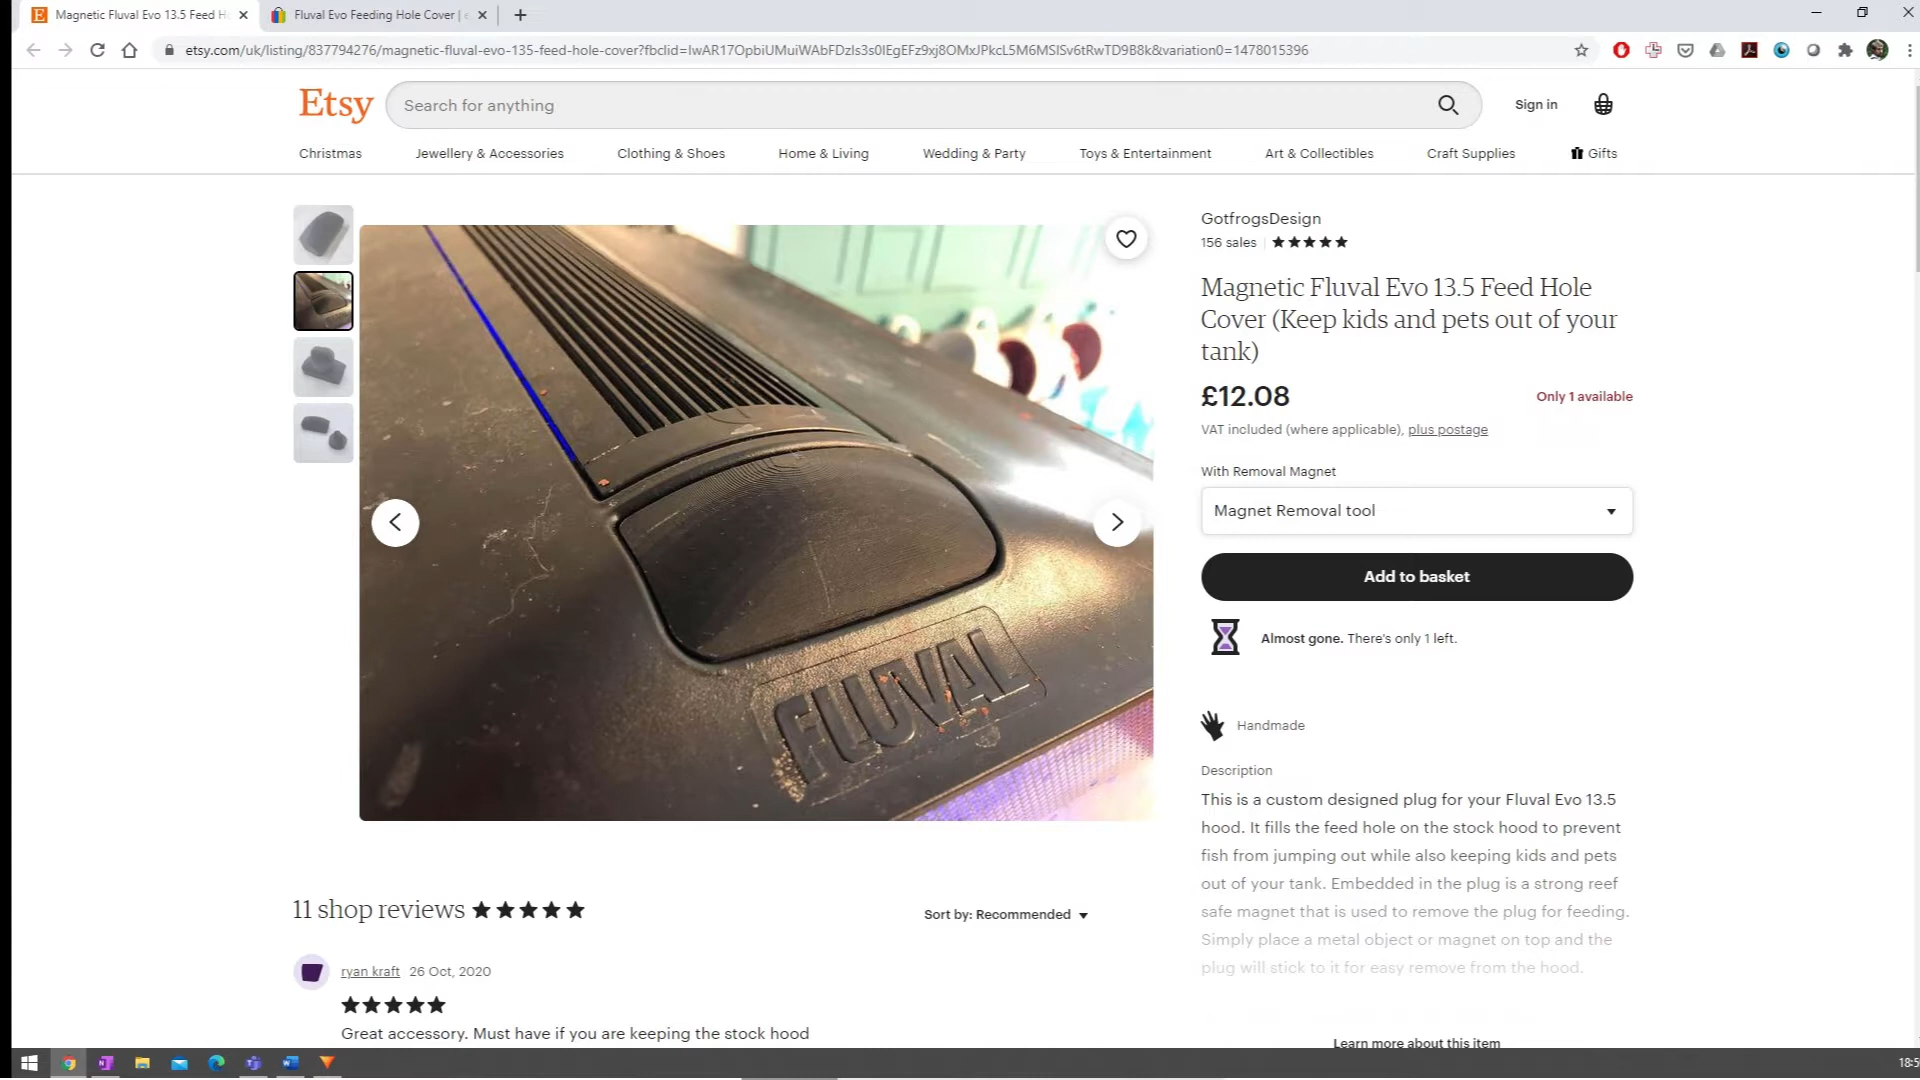 Magnetic Fluval Evo 13.5 Feed H
Fluval Evo Feeding Hole Cover |
etsy.com/uk/listing/837794276/magnetic-fluval-evo-135-feed-hole-cover?fbclid=IwAR17OpbiUMuiWAbFDzls3s0IEgEFz9xj8OMxJPkcL5M6MSlSv6tRwTD9B8k&variation0=1478015396
Etsy
Search for anything
Sign in
Christmas
Jewellery & Accessories
Clothing & Shoes
Home & Living
Wedding & Party
Toys & Entertainment
Art & Collectibles
Craft Supplies
Gifts
FLUVAL
GotfrogsDesign
156 sales
Magnetic Fluval Evo 13.5 Feed Hole
Cover (Keep kids and pets out of your
tank)
£12.08
Only 1 available
VAT included (where applicable), plus postage
With Removal Magnet
Magnet Removal tool
Add to basket
Almost gone. There's only 1 left.
Handmade
Description
This is a custom designed plug for your Fluval Evo 13.5
hood. It fills the feed hole on the stock hood to prevent
fish from jumping out while also keeping kids and pets
out of your tank. Embedded in the plug is a strong reef
safe magnet that is used to remove the plug for feeding.
Simply place a metal object or magnet on top and the
plug will stick to it for easy remove from the hood.
Learn more about this item
11 shop reviews
Sort by: Recommended
ryan kraft 26 Oct, 2020
Great accessory. Must have if you are keeping the stock hood